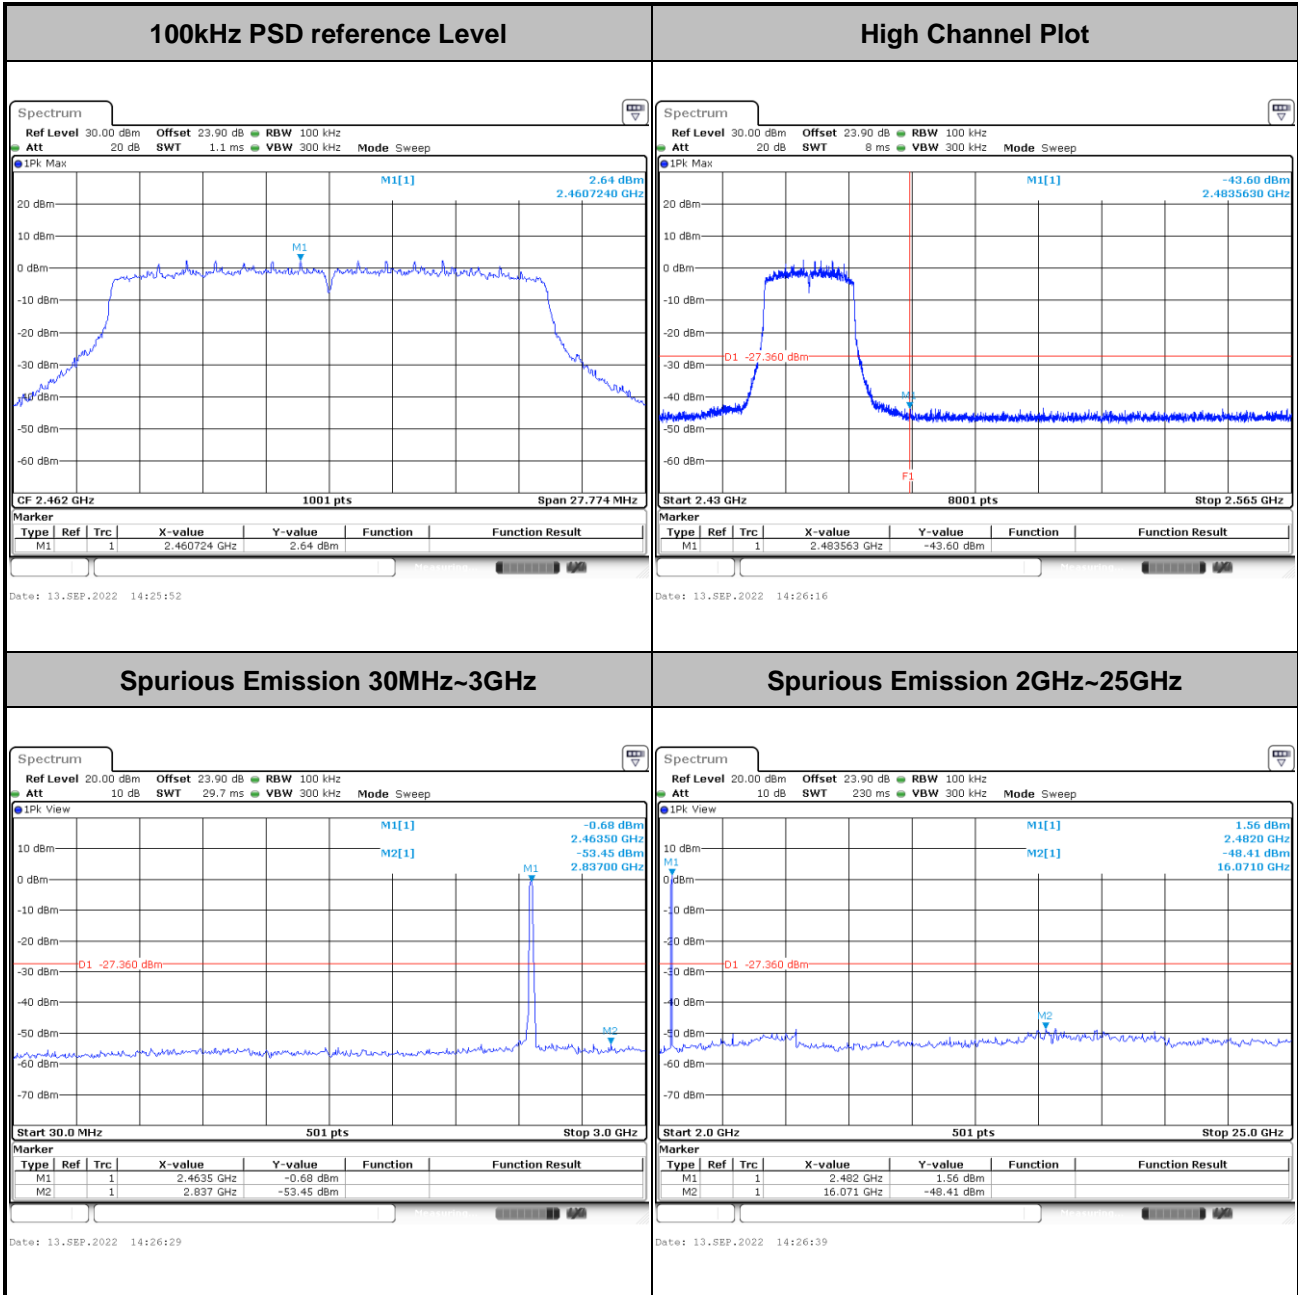 100kHz PSD reference Level
Spectrum
Ref Level 30.00 dBm Offset 23.90 dB RBW 100 kHz
Att 20 dB SWT 1.1 ms VBW 300 kHz Mode Sweep
1Pk Max
M1[1] 2.64 dBm
2.4607240 GHz
20 dBm
10 dBm
M1
0 dBm
-10 dBm
-20 dBm
-30 dBm
-40 dBm
-50 dBm
-60 dBm
CF 2.462 GHz 1001 pts Span 27.774 MHz
Marker
Type Ref Trc X-value Y-value Function Function Result
M1 1 2.460724 GHz 2.64 dBm
Measuring
Date: 13.SEP.2022 14:25:52
High Channel Plot
Spectrum
Ref Level 30.00 dBm Offset 23.90 dB RBW 100 kHz
Att 20 dB SWT 8 ms VBW 300 kHz Mode Sweep
1Pk Max
M1[1] -43.60 dBm
2.4835630 GHz
20 dBm
10 dBm
0 dBm
-10 dBm
-20 dBm
D1 -27.360 dBm
-30 dBm
-40 dBm
M1
-50 dBm
-60 dBm
F1
Start 2.43 GHz 8001 pts Stop 2.565 GHz
Marker
Type Ref Trc X-value Y-value Function Function Result
M1 1 2.483563 GHz -43.60 dBm
Measuring
Date: 13.SEP.2022 14:26:16
Spurious Emission 30MHz~3GHz
Spectrum
Ref Level 20.00 dBm Offset 23.90 dB RBW 100 kHz
Att 10 dB SWT 29.7 ms VBW 300 kHz Mode Sweep
1Pk View
M1[1] -0.68 dBm
2.46350 GHz
10 dBm
M2[1] -53.45 dBm
M1 2.83700 GHz
0 dBm
-10 dBm
-20 dBm
D1 -27.360 dBm
-30 dBm
-40 dBm
-50 dBm
M2
-60 dBm
-70 dBm
Start 30.0 MHz 501 pts Stop 3.0 GHz
Marker
Type Ref Trc X-value Y-value Function Function Result
M1 1 2.4635 GHz -0.68 dBm
M2 1 2.837 GHz -53.45 dBm
Measuring
Date: 13.SEP.2022 14:26:29
Spurious Emission 2GHz~25GHz
Spectrum
Ref Level 20.00 dBm Offset 23.90 dB RBW 100 kHz
Att 10 dB SWT 230 ms VBW 300 kHz Mode Sweep
1Pk View
M1[1] 1.56 dBm
2.4820 GHz
10 dBm
M2[1] -48.41 dBm
M1 16.0710 GHz
0 dBm
-10 dBm
-20 dBm
D1 -27.360 dBm
-30 dBm
-40 dBm
M2
-50 dBm
-60 dBm
-70 dBm
Start 2.0 GHz 501 pts Stop 25.0 GHz
Marker
Type Ref Trc X-value Y-value Function Function Result
M1 1 2.482 GHz 1.56 dBm
M2 1 16.071 GHz -48.41 dBm
Measuring
Date: 13.SEP.2022 14:26:39